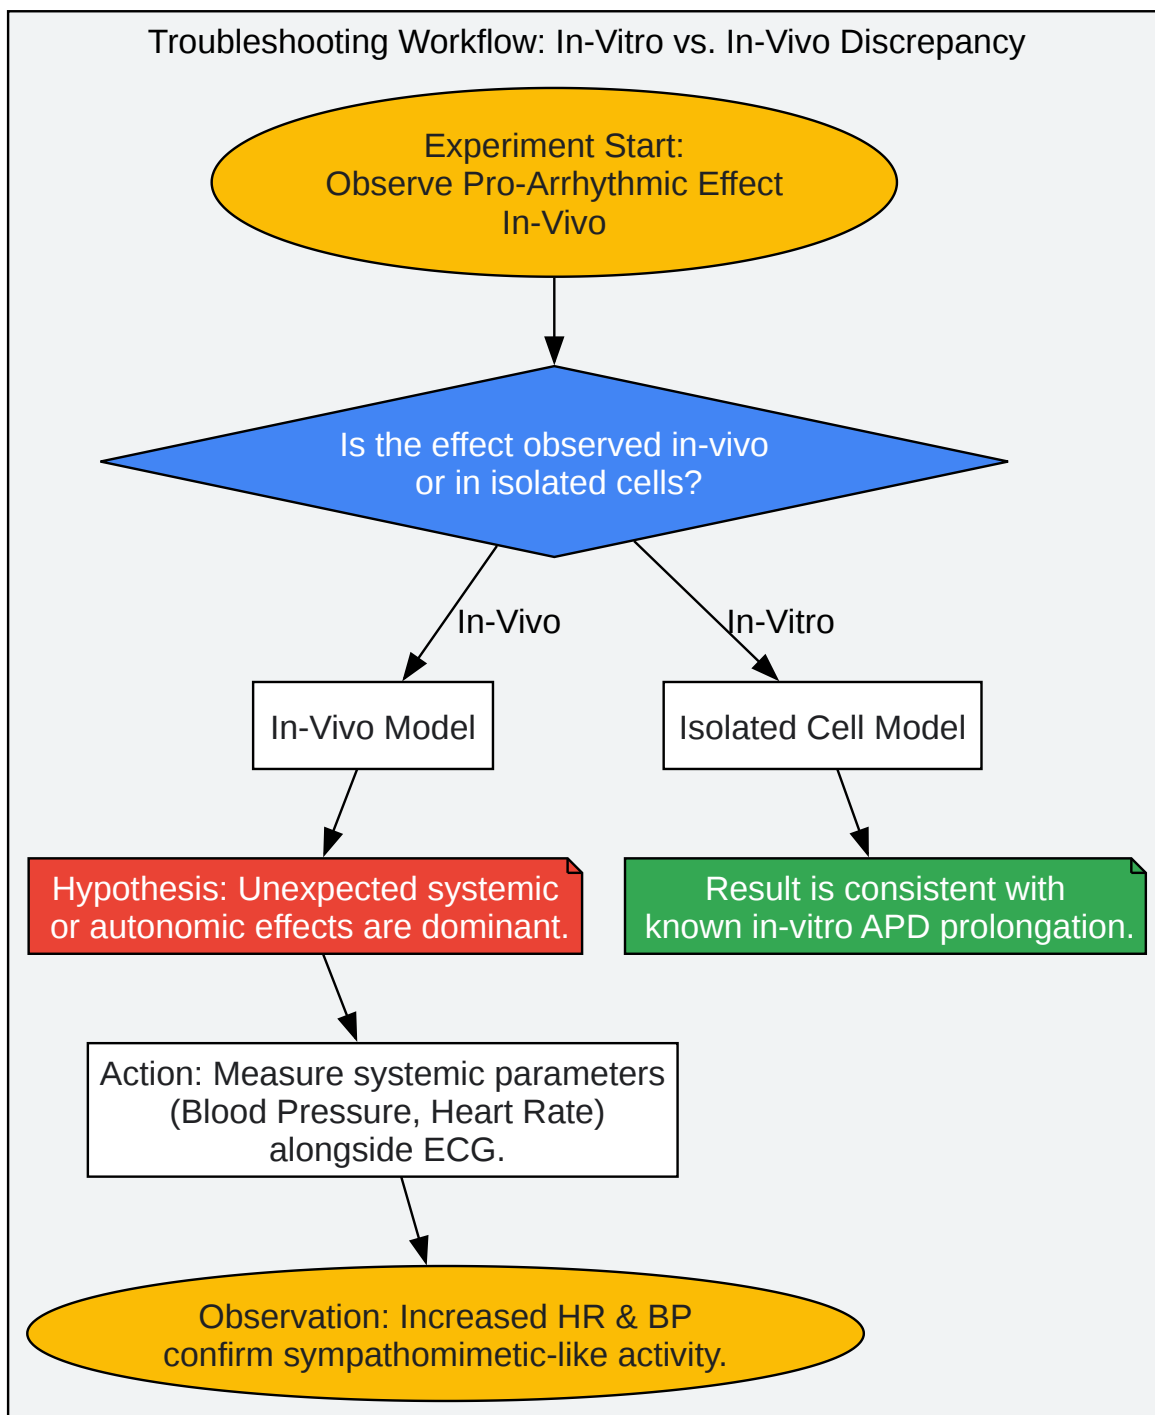 Troubleshooting Workflow: In-Vitro vs. In-Vivo Discrepancy
Experiment Start:
Observe Pro-Arrhythmic Effect
In-Vivo
Is the effect observed in-vivo
or in isolated cells?
In-Vivo
In-Vitro
In-Vivo Model
Isolated Cell Model
Hypothesis: Unexpected systemic
or autonomic effects are dominant.
Result is consistent with
known in-vitro APD prolongation.
Action: Measure systemic parameters
(Blood Pressure, Heart Rate)
alongside ECG.
Observation: Increased HR & BP
confirm sympathomimetic-like activity.